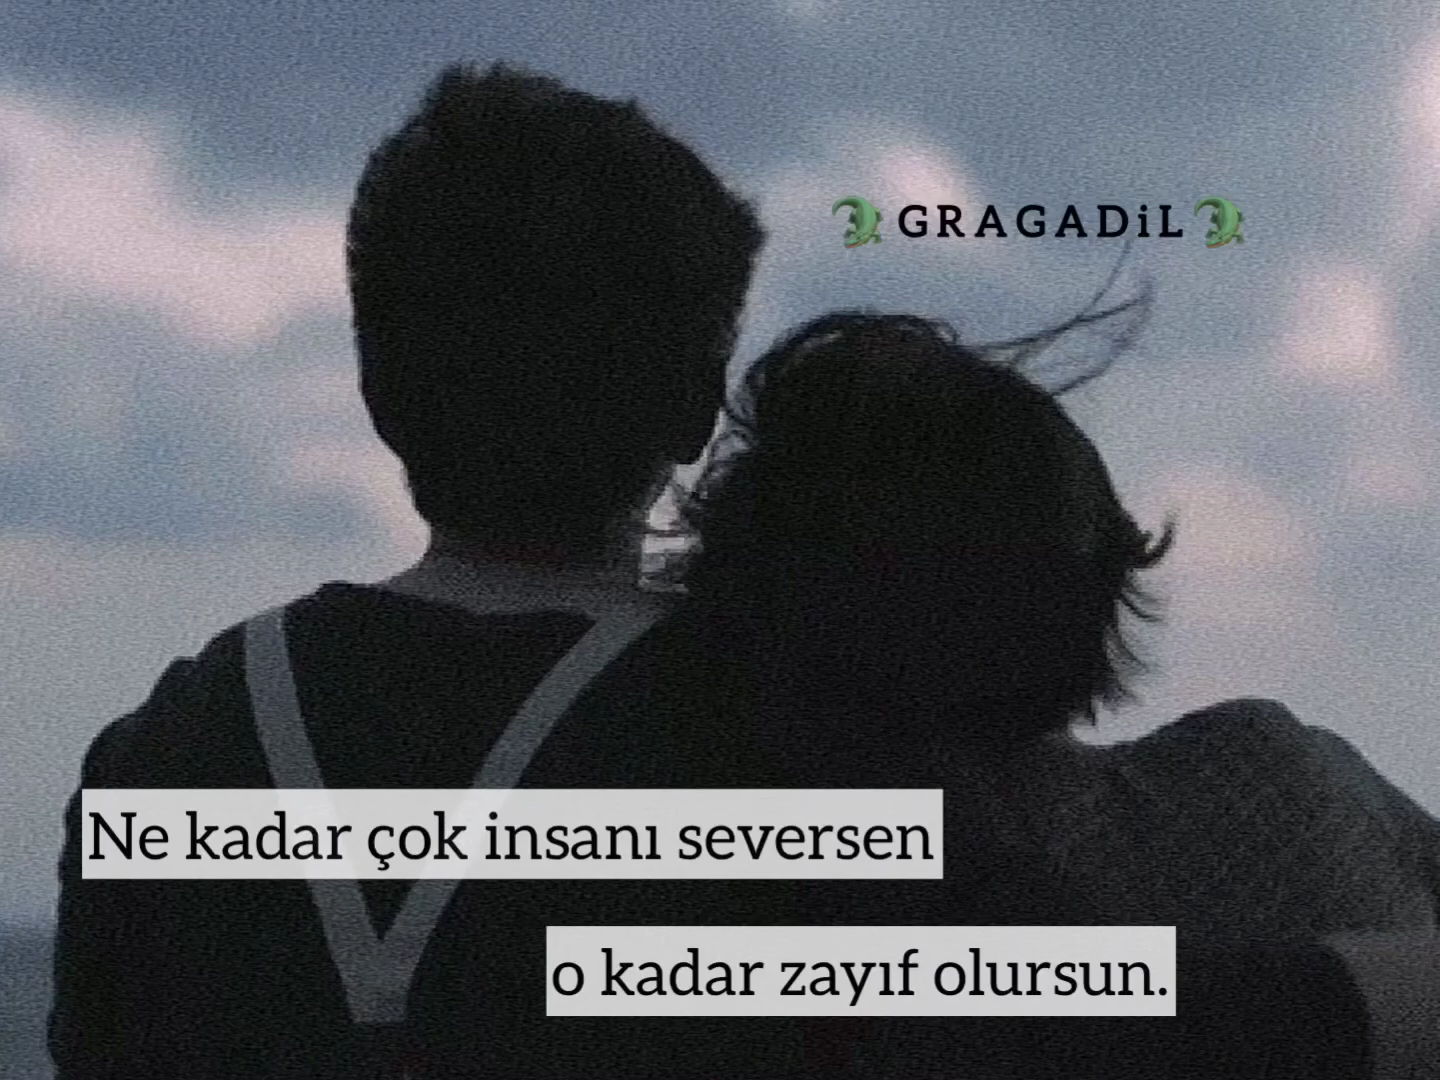 🐊GRAGADiL🐊
Ne kadar çok insanı seversen
o kadar zayıf olursun.